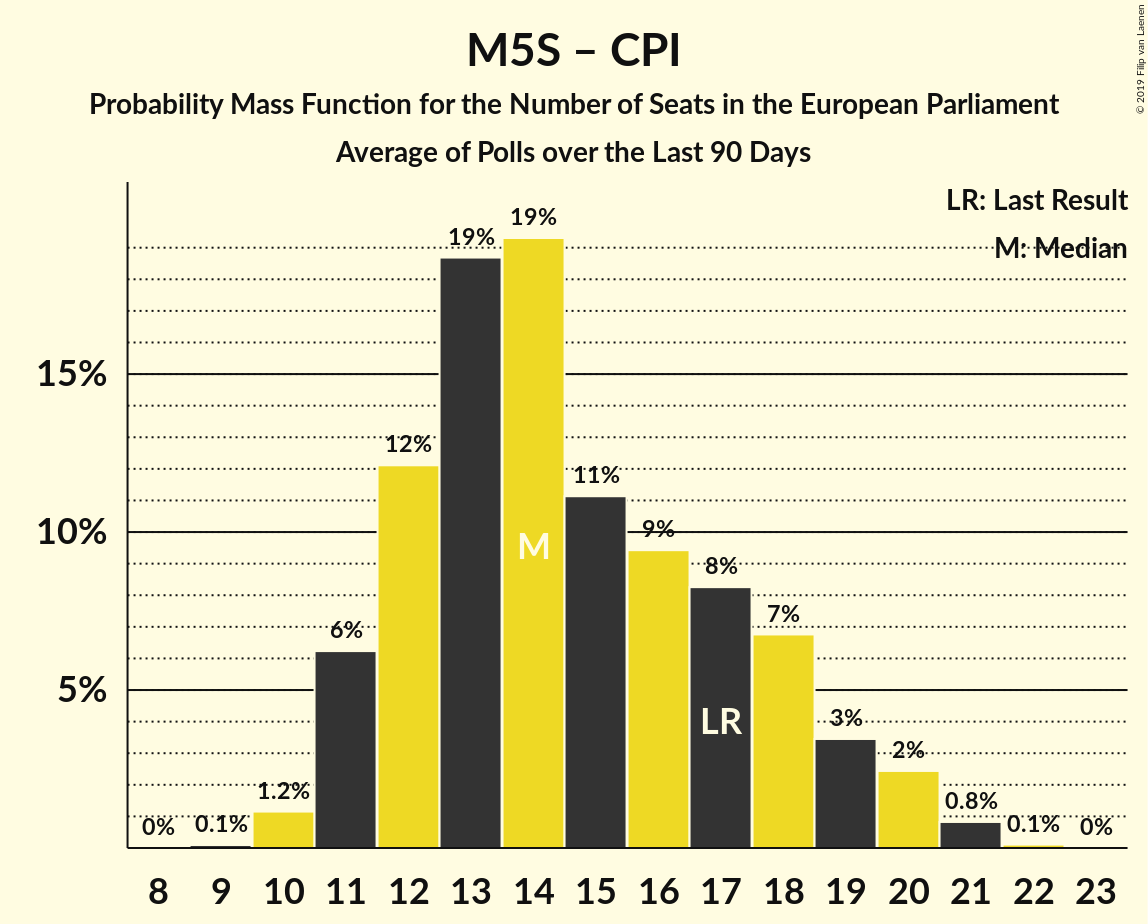 M5S – CPI
Probability Mass Function for the Number of Seats in the European Parliament
Average of Polls over the Last 90 Days
© 2019 Filip van Laenen
LR: Last Result
M: Median
15%
10%
5%
0%
0.1%
1.2%
6%
12%
19%
19%
11%
9%
8%
7%
3%
2%
0.8%
0.1%
0%
M
LR
8 9 10 11 12 13 14 15 16 17 18 19 20 21 22 23